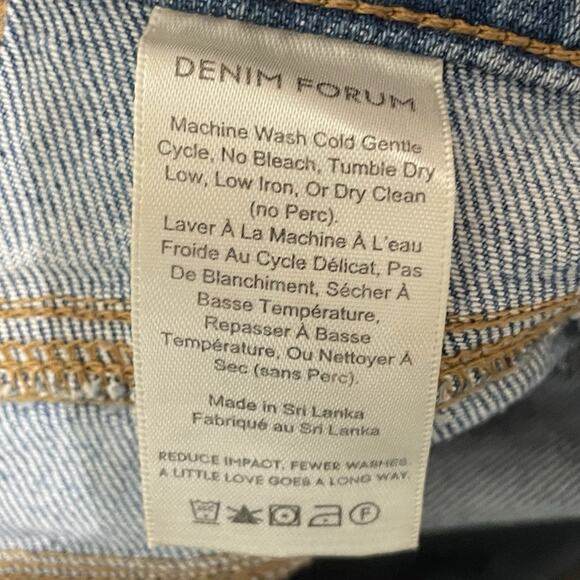 DENIM FORUM
Machine Wash Cold Gentle
Cycle, No Bleach, Tumble Dry
Low, Low Iron, Or Dry Clean
(no Perc).
Laver À La Machine À L'eau
Froide Au Cycle Délicat, Pas
De Blanchiment, Sécher À
Basse Température,
Repasser À Basse
Température, Ou Nettoyer À
Sec (sans Perc).
Made in Sri Lanka
Fabriqué au Sri Lanka
REDUCE IMPACT, FEWER WASHES.
A LITTLE LOVE GOES A LONG WAY.
F